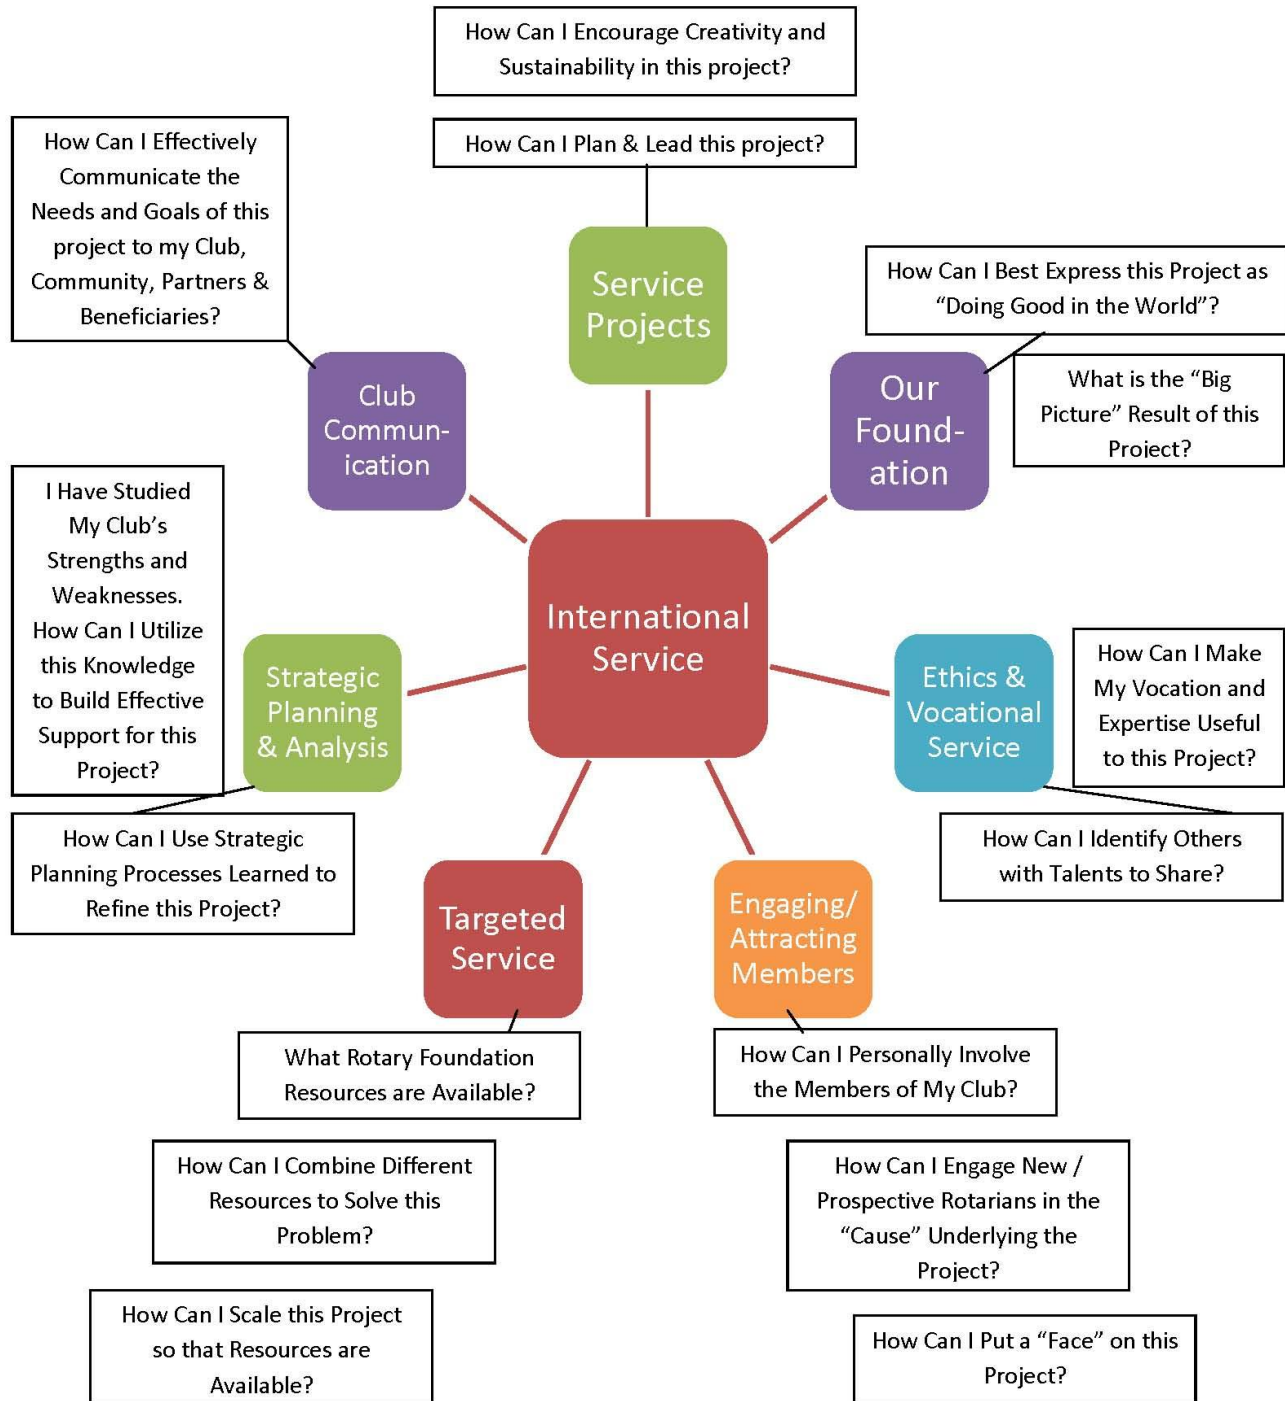 How Can I Encourage Creativity and
Sustainability in this project?
How Can I Plan & Lead this project?
How Can I Effectively
Communicate the
Needs and Goals of this
project to my Club,
Community, Partners &
Beneficiaries?
Service
Projects
How Can I Best Express this Project as
“Doing Good in the World”?
What is the “Big
Picture” Result of this
Project?
Club
Commun-
ication
Our
Found-
ation
I Have Studied
My Club’s
Strengths and
Weaknesses.
How Can I Utilize
this Knowledge
to Build Effective
Support for this
Project?
International
Service
Strategic
Planning
& Analysis
Ethics &
Vocational
Service
How Can I Make
My Vocation and
Expertise Useful
to this Project?
How Can I Use Strategic
Planning Processes Learned to
Refine this Project?
How Can I Identify Others
with Talents to Share?
Targeted
Service
Engaging/
Attracting
Members
What Rotary Foundation
Resources are Available?
How Can I Personally Involve
the Members of My Club?
How Can I Combine Different
Resources to Solve this
Problem?
How Can I Engage New /
Prospective Rotarians in the
“Cause” Underlying the
Project?
How Can I Scale this Project
so that Resources are
Available?
How Can I Put a “Face” on this
Project?